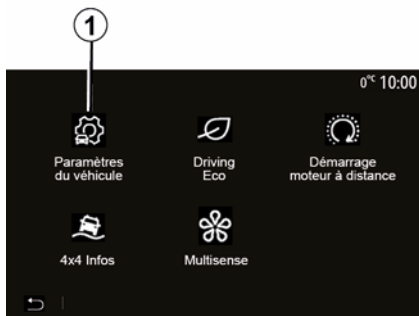 1
0°C 10:00
Paramètres
du véhicule
Driving
Eco
Démarrage
moteur à distance
4x4 Infos
Multisense